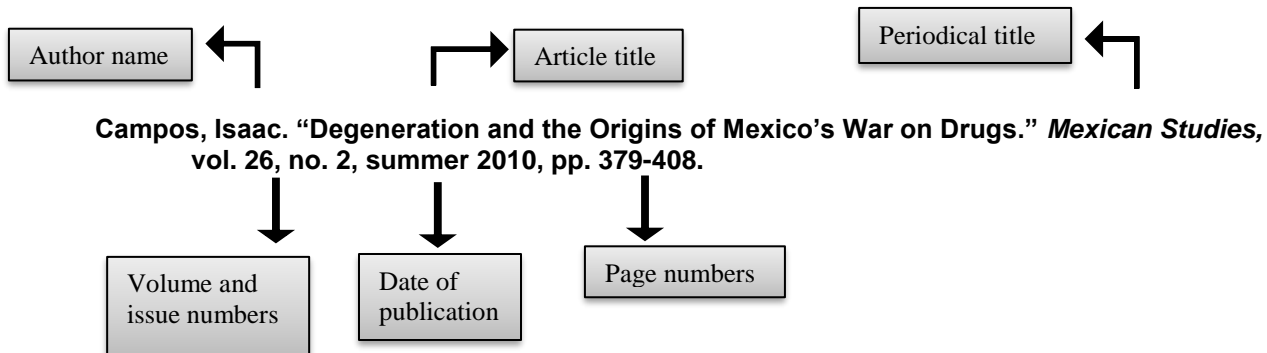 Author name
Article title
Periodical title
Campos, Isaac. “Degeneration and the Origins of Mexico’s War on Drugs.” Mexican Studies,
vol. 26, no. 2, summer 2010, pp. 379-408.
Volume and
issue numbers
Date of
publication
Page numbers